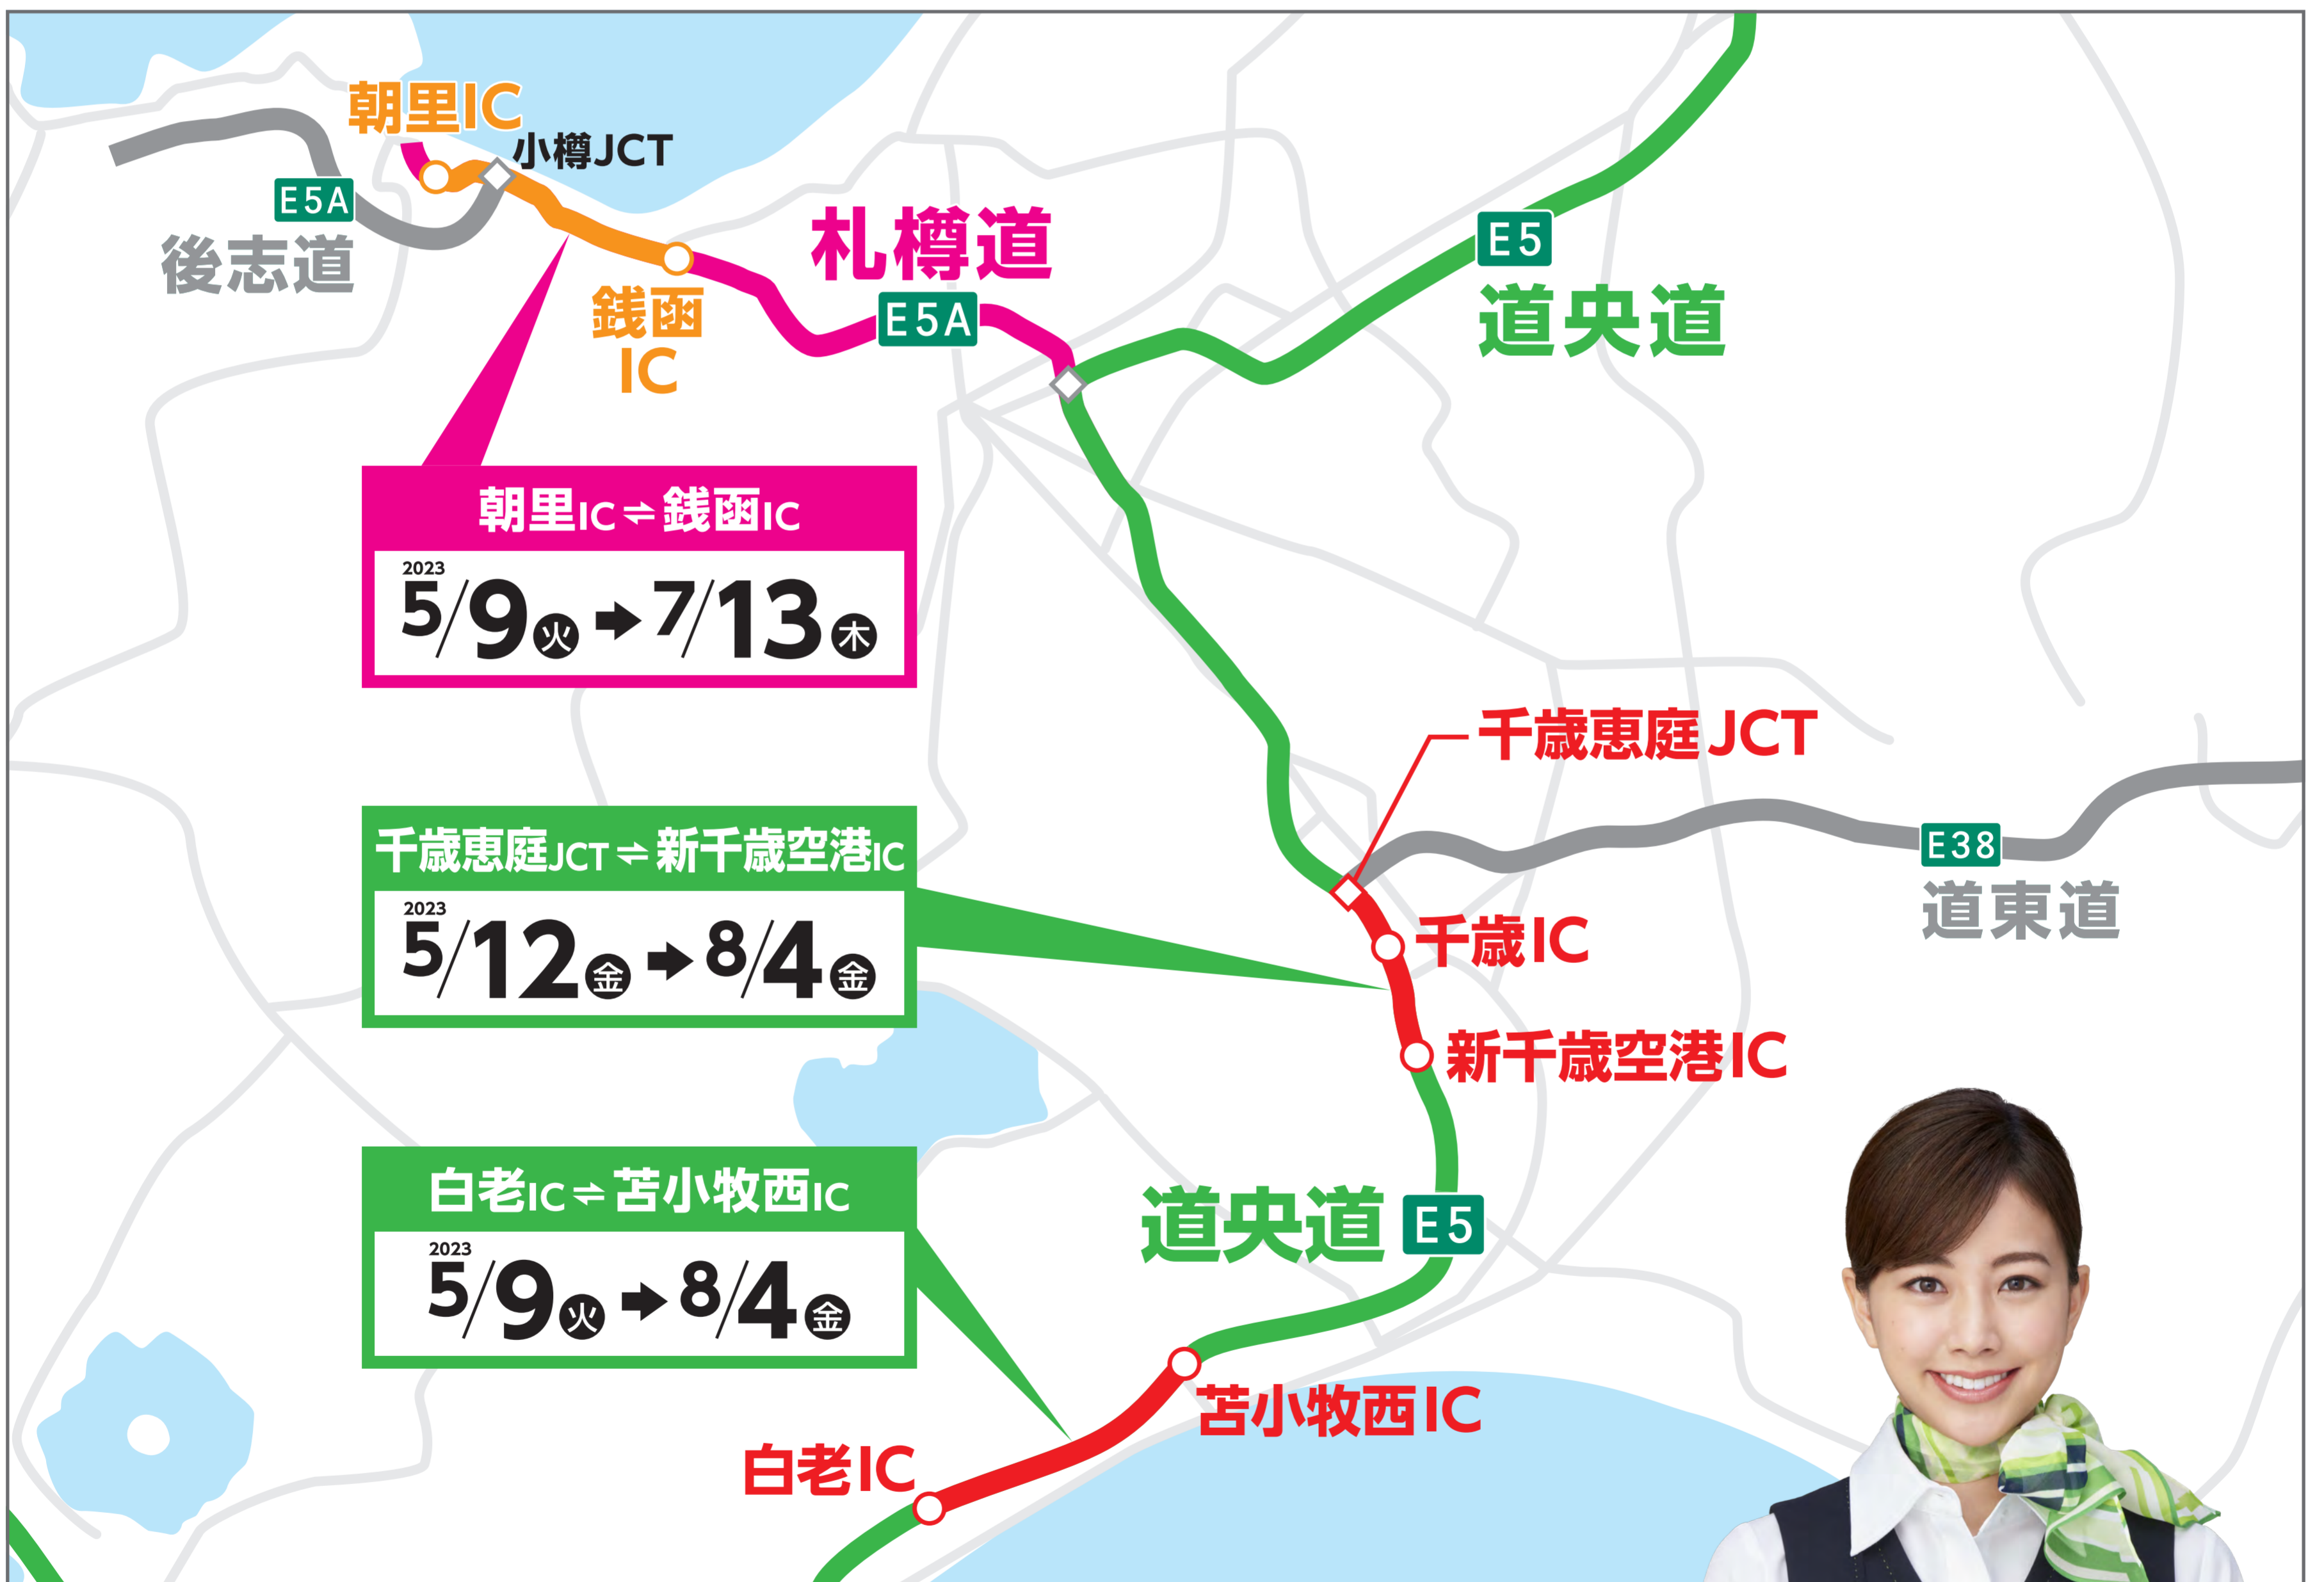 朝里IC
小樽JCT
E5A
後志道
札樽道
E5A
銭函
IC
E5
道央道
朝里IC⇌銭函IC
2023
5/9火➡7/13木
千歳恵庭JCT
千歳恵庭JCT⇌新千歳空港IC
2023
5/12金➡8/4金
E38
道東道
千歳IC
新千歳空港IC
白老IC⇌苫小牧西IC
2023
5/9火➡8/4金
道央道 E5
苫小牧西IC
白老IC